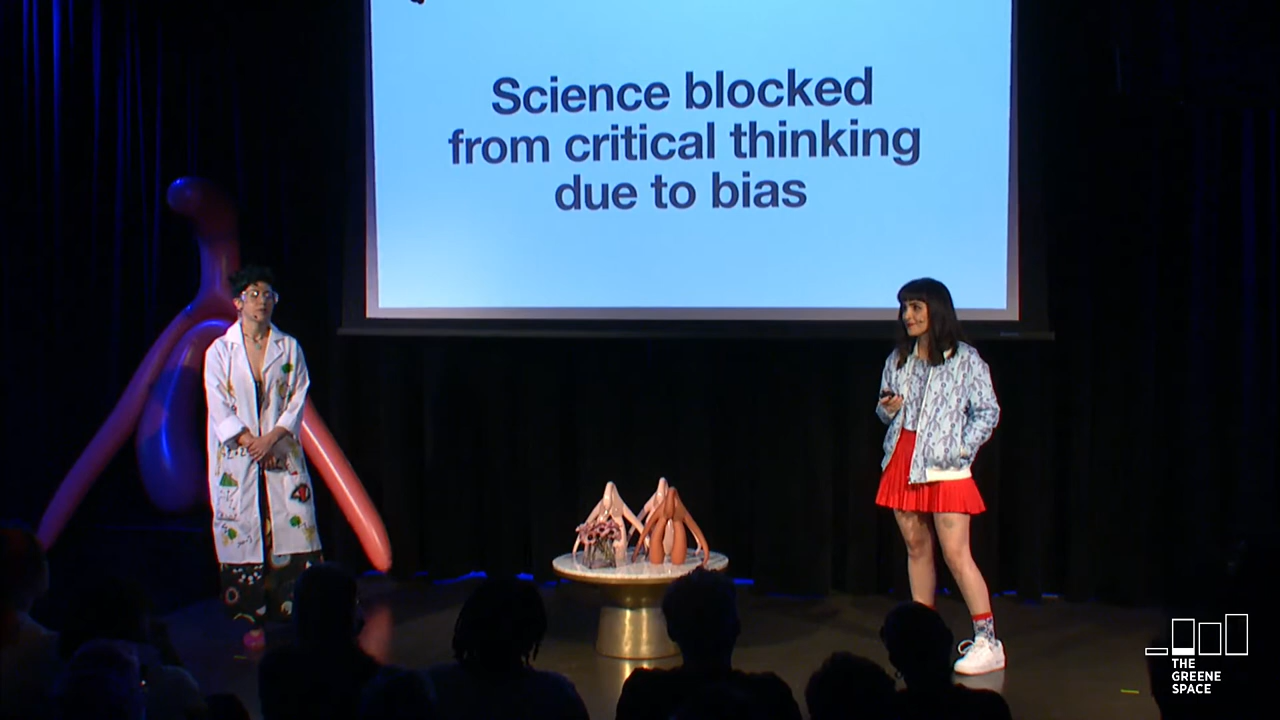 Science blocked
from critical thinking
due to bias
THE
GREENE
SPACE